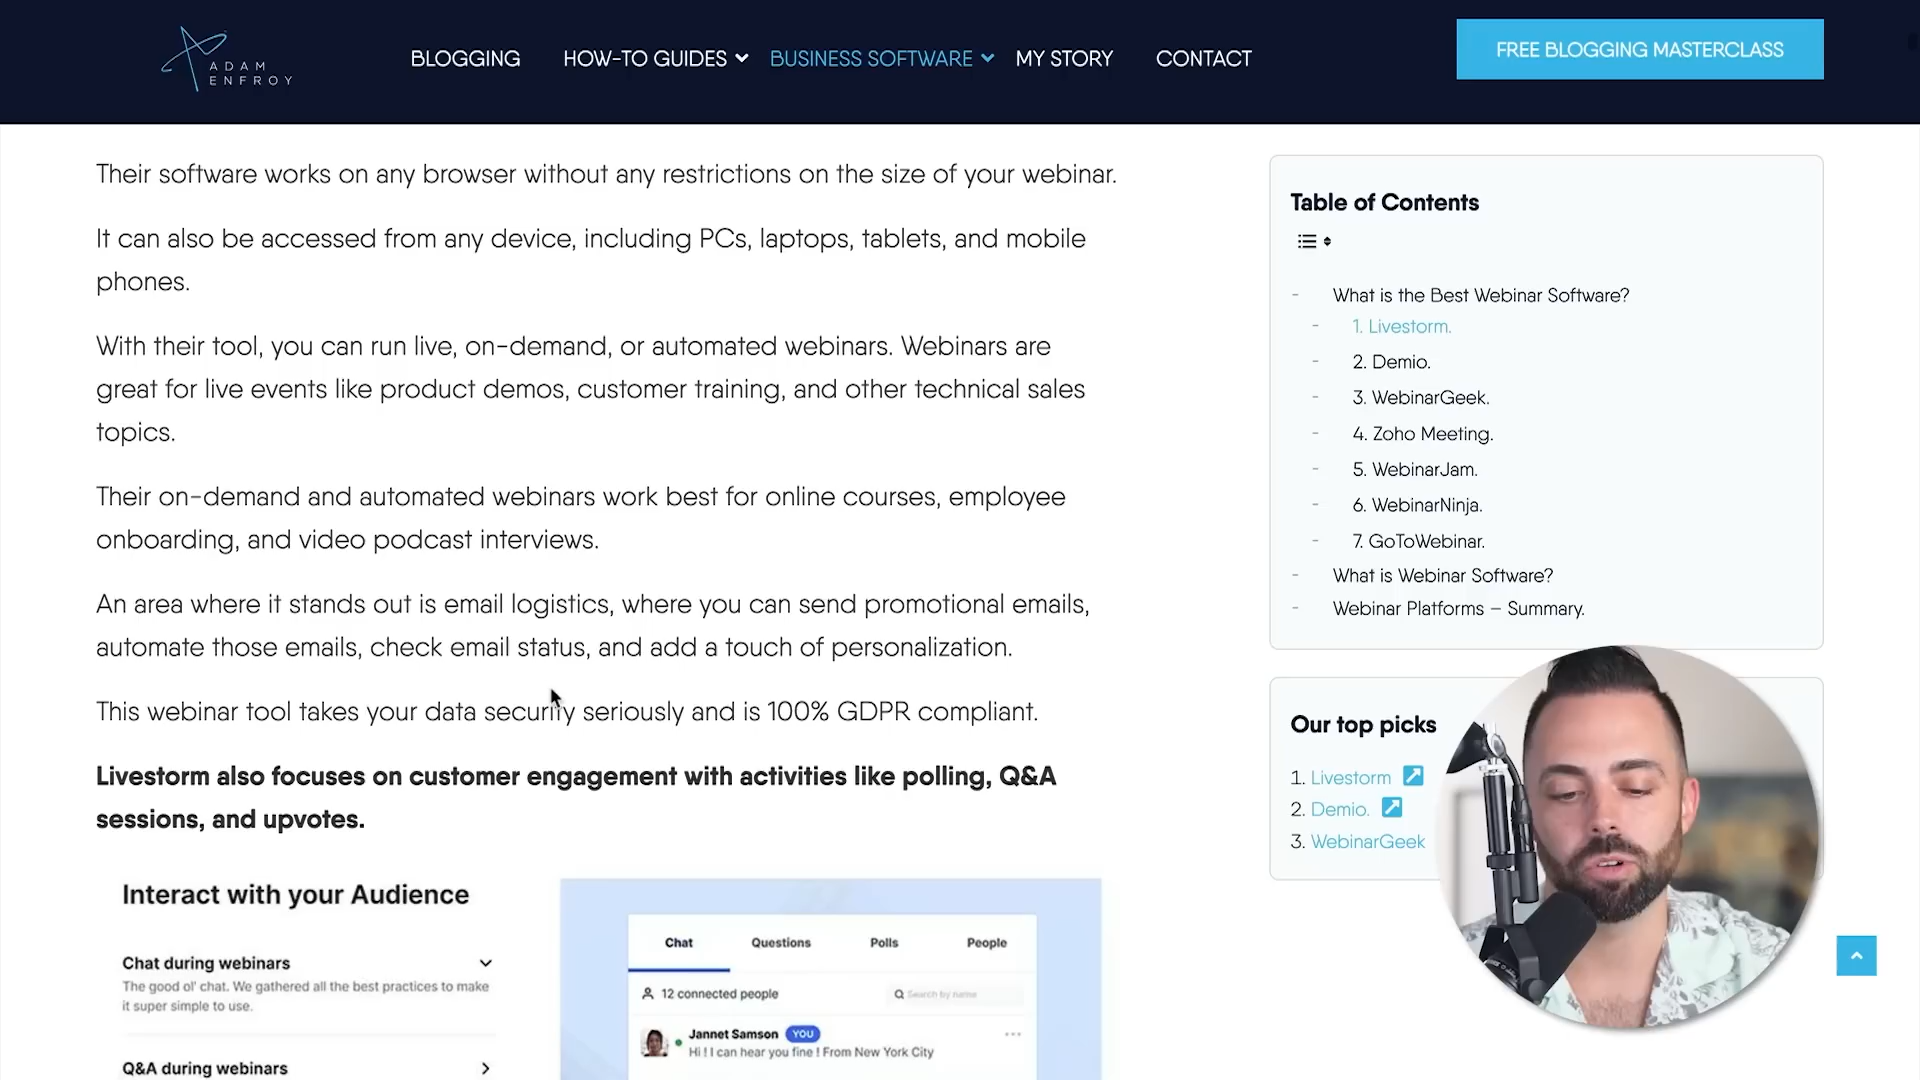 ADAM
ENFROY
BLOGGING
HOW-TO GUIDES
BUSINESS SOFTWARE
MY STORY
CONTACT
FREE BLOGGING MASTERCLASS
Their software works on any browser without any restrictions on the size of your webinar.
It can also be accessed from any device, including PCs, laptops, tablets, and mobile
phones.
With their tool, you can run live, on-demand, or automated webinars. Webinars are
great for live events like product demos, customer training, and other technical sales
topics.
Their on-demand and automated webinars work best for online courses, employee
onboarding, and video podcast interviews.
An area where it stands out is email logistics, where you can send promotional emails,
automate those emails, check email status, and add a touch of personalization.
This webinar tool takes your data security seriously and is 100% GDPR compliant.
Livestorm also focuses on customer engagement with activities like polling, Q&A
sessions, and upvotes.
Interact with your Audience
Chat during webinars
The good ol' chat. We gathered all the best practices to make
it super simple to use.
Q&A during webinars
Chat
Questions
Polls
People
12 connected people
Search by name
Jannet Samson YOU
Hi ! I can hear you fine ! From New York City
Table of Contents
- What is the Best Webinar Software?
- 1. Livestorm.
- 2. Demio.
- 3. WebinarGeek.
- 4. Zoho Meeting.
- 5. WebinarJam.
- 6. WebinarNinja.
- 7. GoToWebinar.
- What is Webinar Software?
- Webinar Platforms – Summary.
Our top picks
1. Livestorm
2. Demio.
3. WebinarGeek